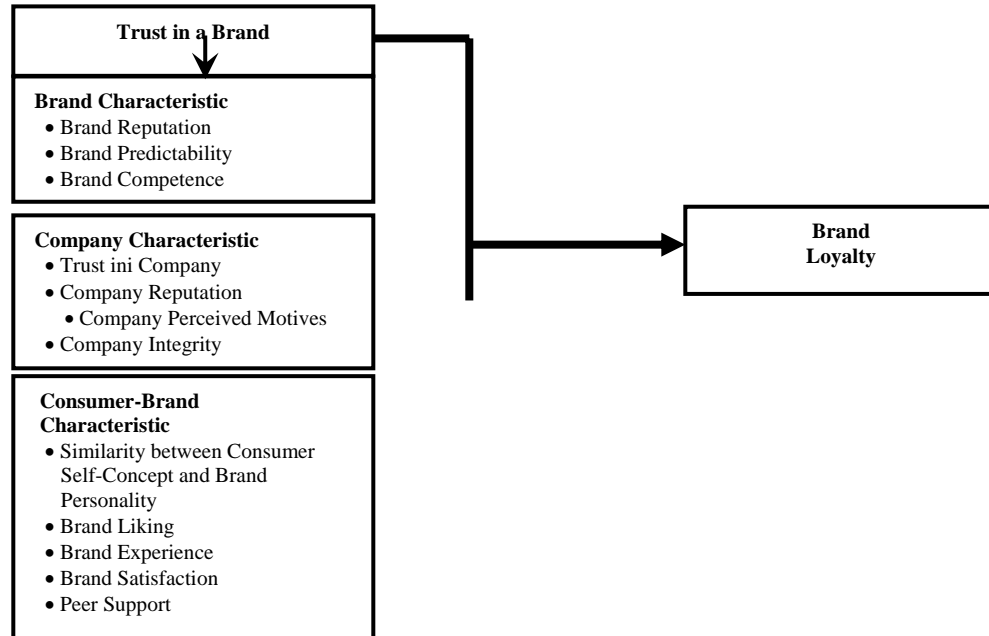 Trust in a Brand
Brand Characteristic
• Brand Reputation
• Brand Predictability
• Brand Competence
Company Characteristic
• Trust ini Company
• Company Reputation
• Company Perceived Motives
• Company Integrity
Consumer-Brand
Characteristic
• Similarity between Consumer
Self-Concept and Brand
Personality
• Brand Liking
• Brand Experience
• Brand Satisfaction
• Peer Support
Brand
Loyalty